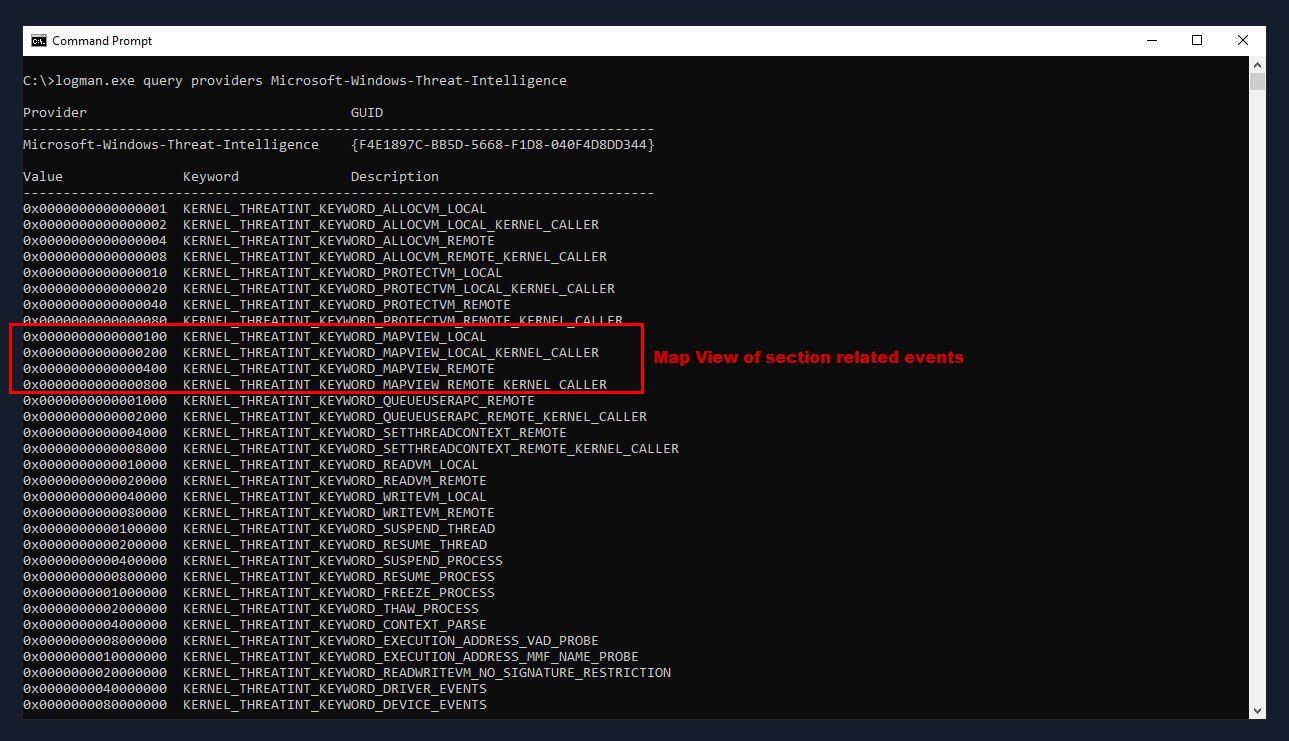 Command Prompt
C:\>logman.exe query providers Microsoft-Windows-Threat-Intelligence
Provider GUID
-------------------------------------------------------------------------------
Microsoft-Windows-Threat-Intelligence {F4E1897C-BB5D-5668-F1D8-040F4D8DD344}
Value Keyword Description
-------------------------------------------------------------------------------
0x0000000000000001 KERNEL_THREATINT_KEYWORD_ALLOCVM_LOCAL
0x0000000000000002 KERNEL_THREATINT_KEYWORD_ALLOCVM_LOCAL_KERNEL_CALLER
0x0000000000000004 KERNEL_THREATINT_KEYWORD_ALLOCVM_REMOTE
0x0000000000000008 KERNEL_THREATINT_KEYWORD_ALLOCVM_REMOTE_KERNEL_CALLER
0x0000000000000010 KERNEL_THREATINT_KEYWORD_PROTECTVM_LOCAL
0x0000000000000020 KERNEL_THREATINT_KEYWORD_PROTECTVM_LOCAL_KERNEL_CALLER
0x0000000000000040 KERNEL_THREATINT_KEYWORD_PROTECTVM_REMOTE
0x0000000000000080 KERNEL_THREATINT_KEYWORD_PROTECTVM_REMOTE_KERNEL_CALLER
0x0000000000000100 KERNEL_THREATINT_KEYWORD_MAPVIEW_LOCAL
0x0000000000000200 KERNEL_THREATINT_KEYWORD_MAPVIEW_LOCAL_KERNEL_CALLER
Map View of section related events
0x0000000000000400 KERNEL_THREATINT_KEYWORD_MAPVIEW_REMOTE
0x0000000000000800 KERNEL_THREATINT_KEYWORD_MAPVIEW_REMOTE_KERNEL_CALLER
0x0000000000001000 KERNEL_THREATINT_KEYWORD_QUEUEUSERAPC_REMOTE
0x0000000000002000 KERNEL_THREATINT_KEYWORD_QUEUEUSERAPC_REMOTE_KERNEL_CALLER
0x0000000000004000 KERNEL_THREATINT_KEYWORD_SETTHREADCONTEXT_REMOTE
0x0000000000008000 KERNEL_THREATINT_KEYWORD_SETTHREADCONTEXT_REMOTE_KERNEL_CALLER
0x0000000000010000 KERNEL_THREATINT_KEYWORD_READVM_LOCAL
0x0000000000020000 KERNEL_THREATINT_KEYWORD_READVM_REMOTE
0x0000000000040000 KERNEL_THREATINT_KEYWORD_WRITEVM_LOCAL
0x0000000000080000 KERNEL_THREATINT_KEYWORD_WRITEVM_REMOTE
0x0000000000100000 KERNEL_THREATINT_KEYWORD_SUSPEND_THREAD
0x0000000000200000 KERNEL_THREATINT_KEYWORD_RESUME_THREAD
0x0000000000400000 KERNEL_THREATINT_KEYWORD_SUSPEND_PROCESS
0x0000000000800000 KERNEL_THREATINT_KEYWORD_RESUME_PROCESS
0x0000000001000000 KERNEL_THREATINT_KEYWORD_FREEZE_PROCESS
0x0000000002000000 KERNEL_THREATINT_KEYWORD_THAW_PROCESS
0x0000000004000000 KERNEL_THREATINT_KEYWORD_CONTEXT_PARSE
0x0000000008000000 KERNEL_THREATINT_KEYWORD_EXECUTION_ADDRESS_VAD_PROBE
0x0000000010000000 KERNEL_THREATINT_KEYWORD_EXECUTION_ADDRESS_MMF_NAME_PROBE
0x0000000020000000 KERNEL_THREATINT_KEYWORD_READWRITEVM_NO_SIGNATURE_RESTRICTION
0x0000000040000000 KERNEL_THREATINT_KEYWORD_DRIVER_EVENTS
0x0000000080000000 KERNEL_THREATINT_KEYWORD_DEVICE_EVENTS